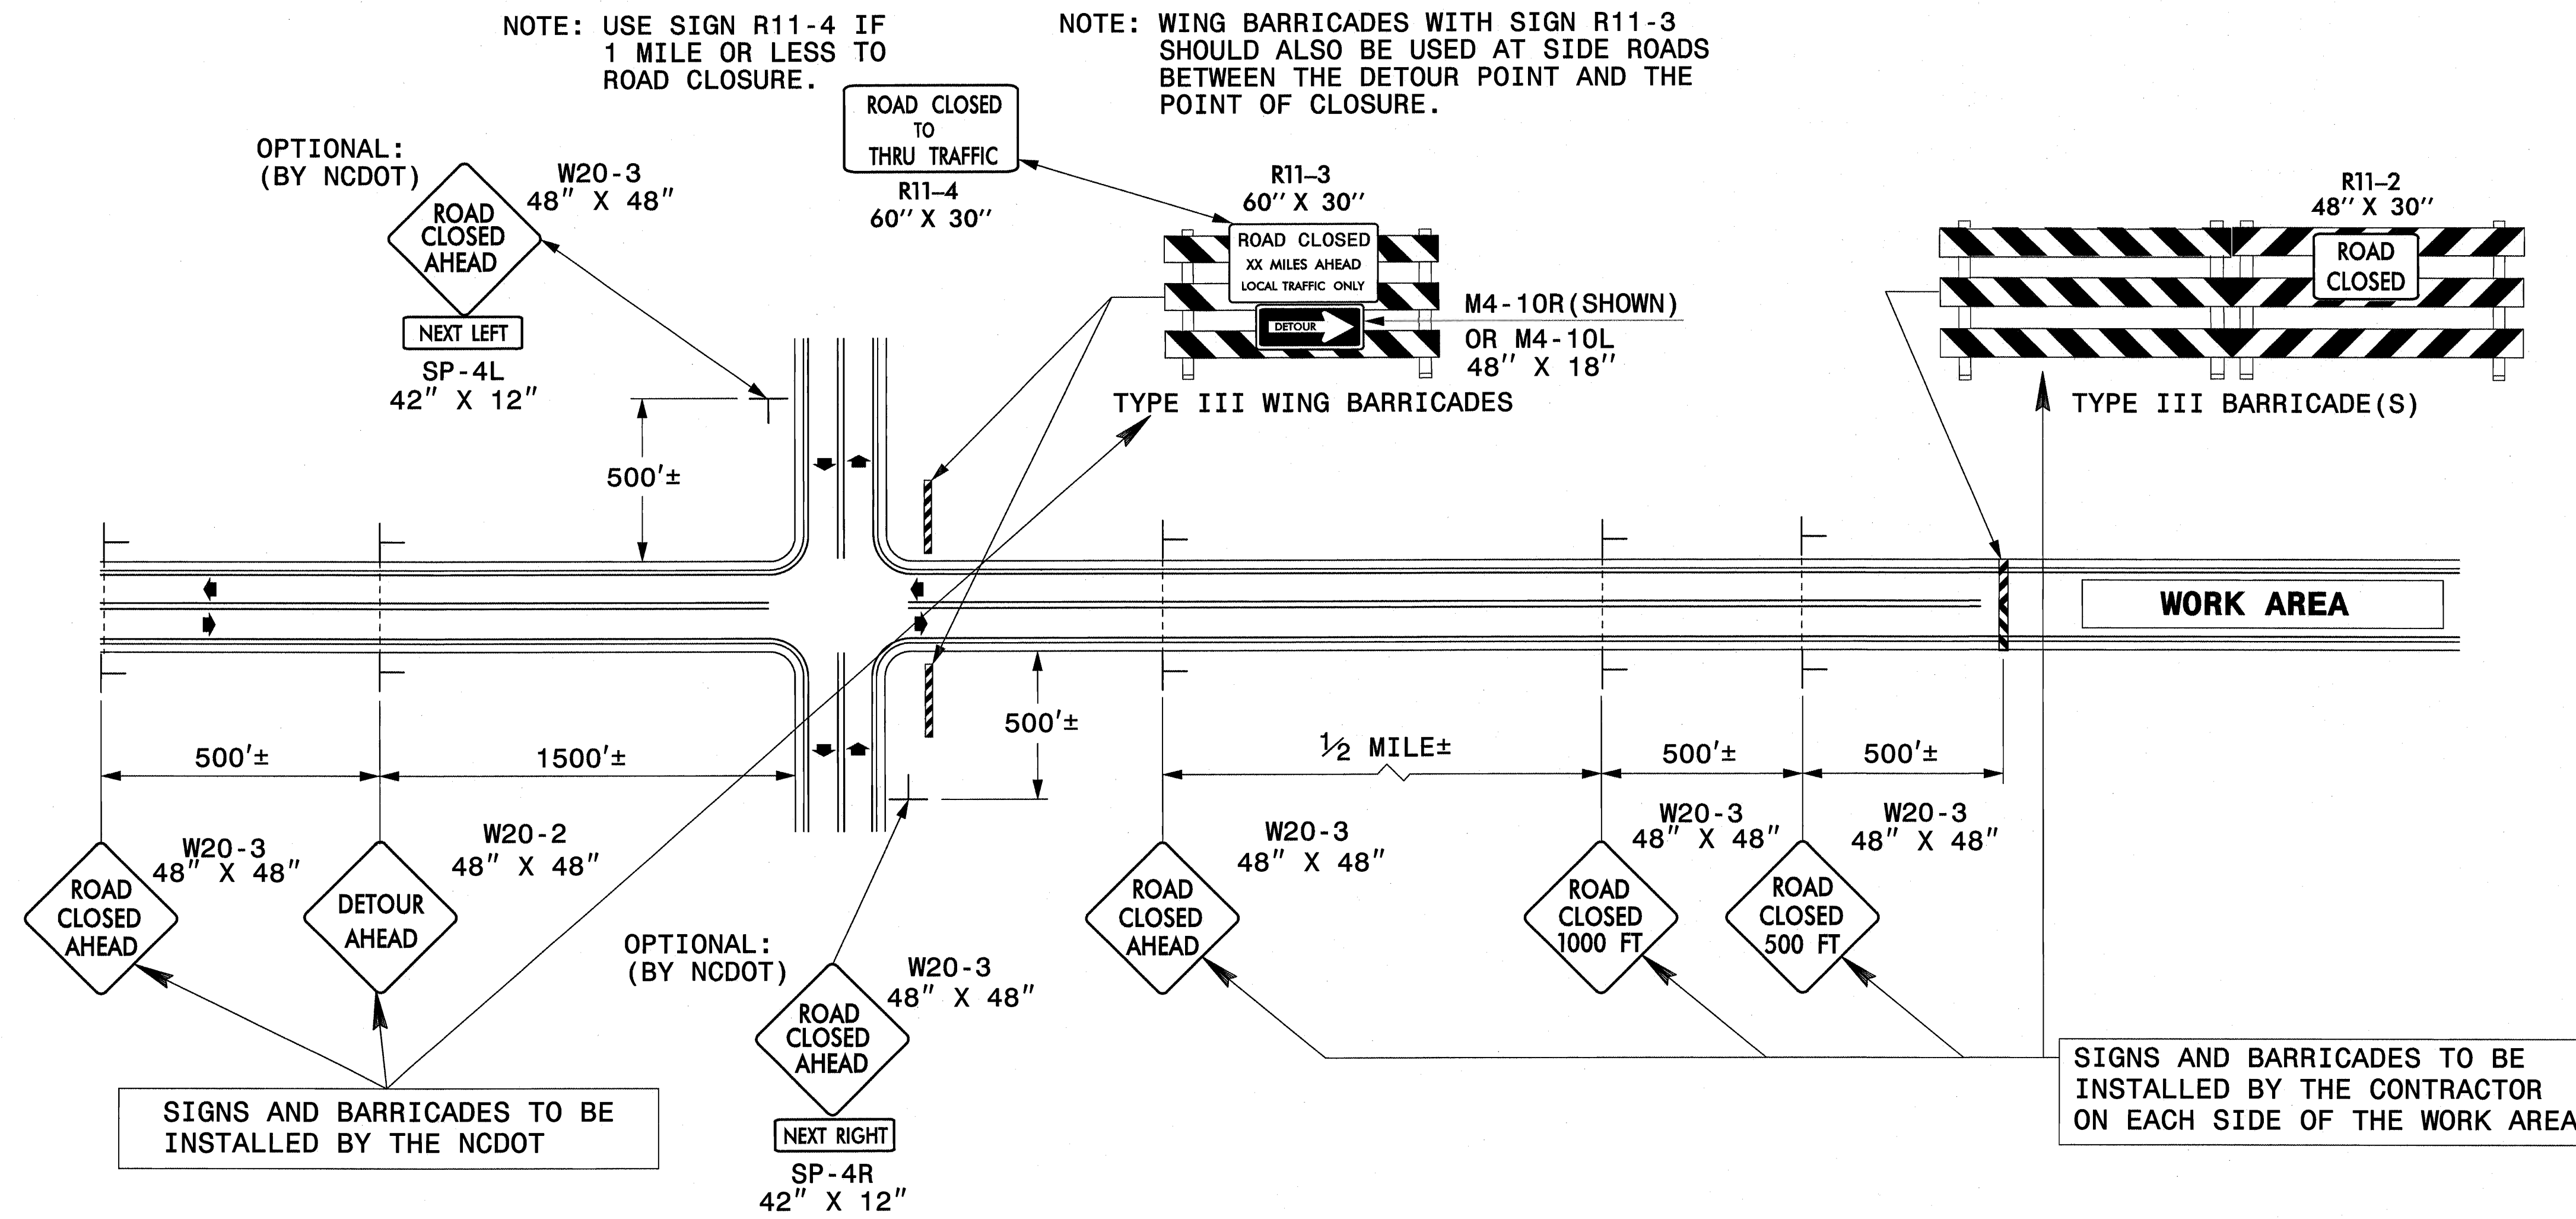 NOTE: USE SIGN R11-4 IF
1 MILE OR LESS TO
ROAD CLOSURE.
NOTE: WING BARRICADES WITH SIGN R11-3
SHOULD ALSO BE USED AT SIDE ROADS
BETWEEN THE DETOUR POINT AND THE
POINT OF CLOSURE.
OPTIONAL:
(BY NCDOT)
W20-3
48" X 48"
ROAD
CLOSED
AHEAD
NEXT LEFT
SP-4L
42" X 12"
ROAD CLOSED
TO
THRU TRAFFIC
R11-4
60" X 30"
R11-3
60" X 30"
ROAD CLOSED
XX MILES AHEAD
LOCAL TRAFFIC ONLY
DETOUR
M4-10R(SHOWN)
OR M4-10L
48" X 18"
TYPE III WING BARRICADES
R11-2
48" X 30"
ROAD
CLOSED
TYPE III BARRICADE(S)
500'±
WORK AREA
500'±
1500'±
500'±
½ MILE±
500'±
500'±
W20-3
48" X 48"
ROAD
CLOSED
AHEAD
W20-2
48" X 48"
DETOUR
AHEAD
OPTIONAL:
(BY NCDOT)
W20-3
48" X 48"
ROAD
CLOSED
AHEAD
NEXT RIGHT
SP-4R
42" X 12"
W20-3
48" X 48"
ROAD
CLOSED
AHEAD
W20-3
48" X 48"
ROAD
CLOSED
1000 FT
W20-3
48" X 48"
ROAD
CLOSED
500 FT
SIGNS AND BARRICADES TO BE
INSTALLED BY THE NCDOT
SIGNS AND BARRICADES TO BE
INSTALLED BY THE CONTRACTOR
ON EACH SIDE OF THE WORK AREA